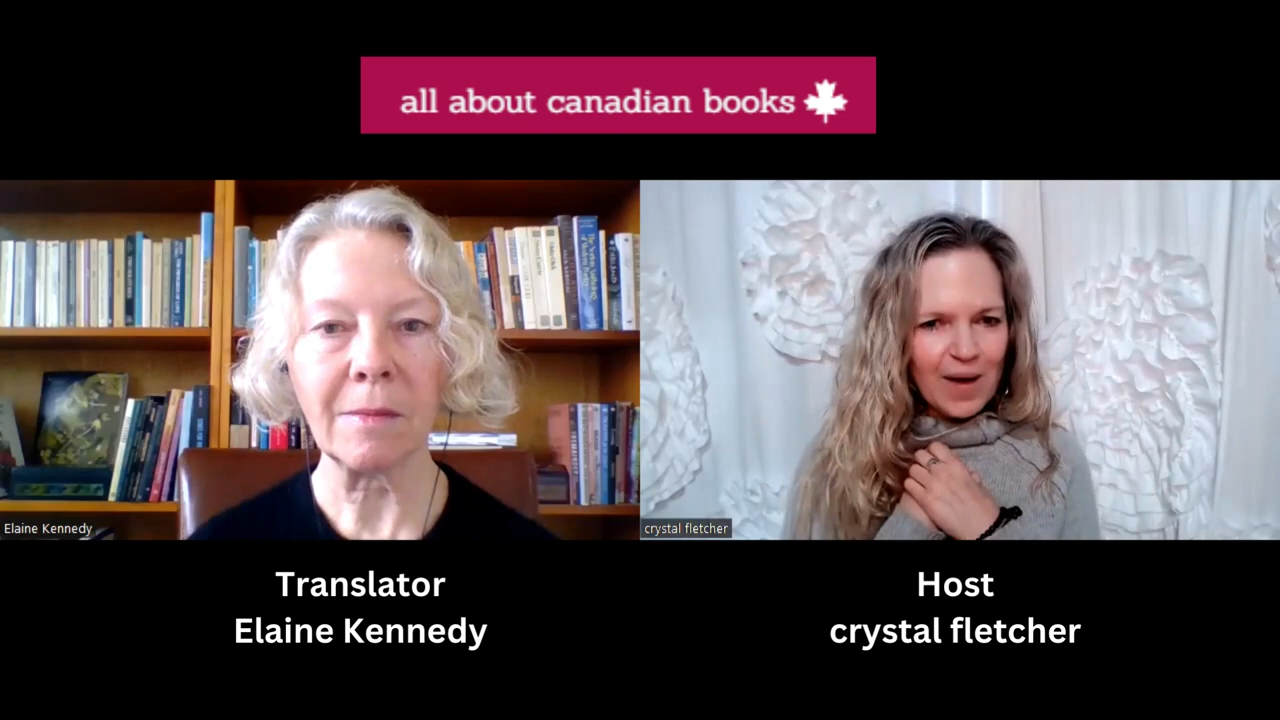 all about canadian books
Elaine Kennedy
crystal fletcher
Translator
Elaine Kennedy
Host
crystal fletcher